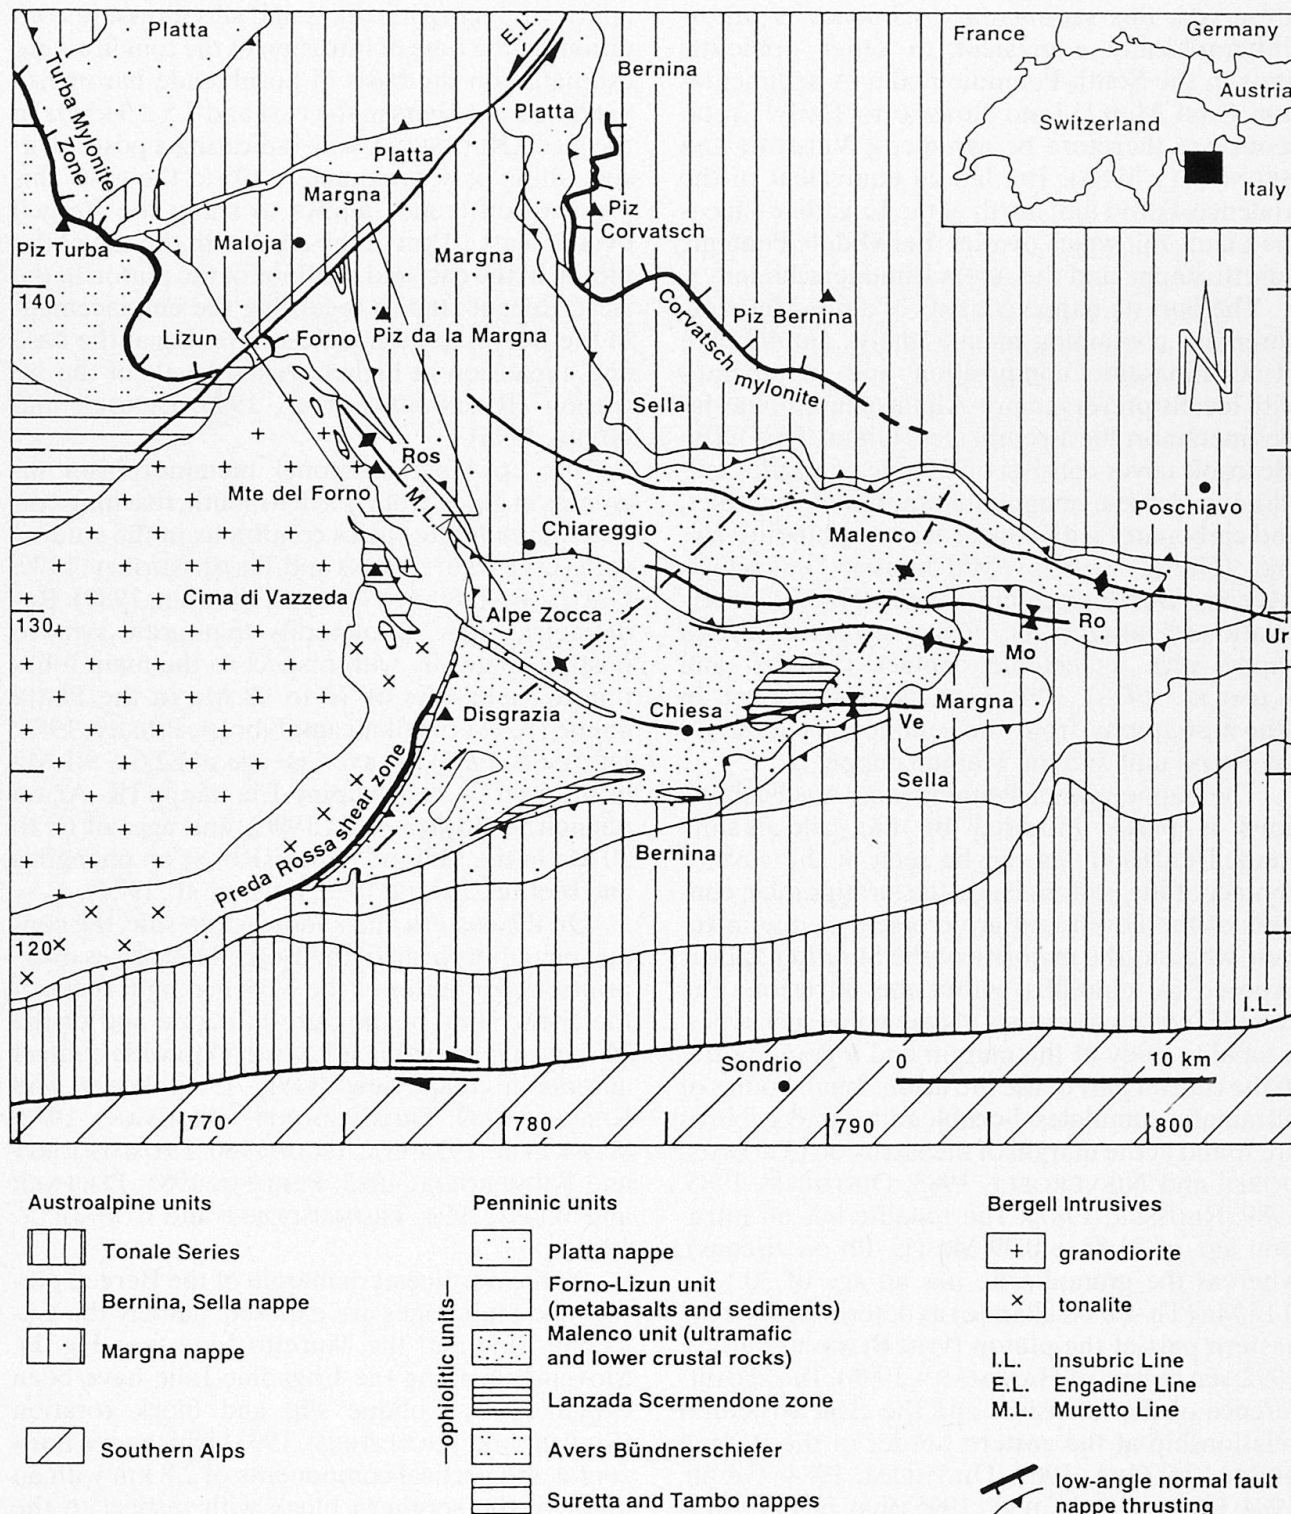 Platta
E.L.
Bernina
France
Germany
Austria
Switzerland
Italy
Turba Mylonite
Zone
Platta
Platta
Margna
Piz
Corvatsch
Piz Turba
Maloja
Margna
140
Lizun
Forno
Piz da la Margna
Piz Bernina
Corvatsch mylonite
N
Sella
Ros
Mte del Forno
M.L.
Chiareggio
Malenco
Poschiavo
Cima di Vazzeda
Alpe Zocca
130
Ro
Ur
Mo
Disgrazia
Chiesa
Margna
Ve
Sella
Preda Rossa shear zone
Bernina
120
I.L.
Sondrio
0 10 km
770 780 790 800
Austroalpine units
Tonale Series
Bernina, Sella nappe
Margna nappe
Southern Alps
Penninic units
—ophiolitic units—
Platta nappe
Forno-Lizun unit
(metabasalts and sediments)
Malenco unit (ultramafic
and lower crustal rocks)
Lanzada Scermendone zone
Avers Bündnerschiefer
Suretta and Tambo nappes
Bergell Intrusives
granodiorite
tonalite
I.L. Insubric Line
E.L. Engadine Line
M.L. Muretto Line
low-angle normal fault
nappe thrusting